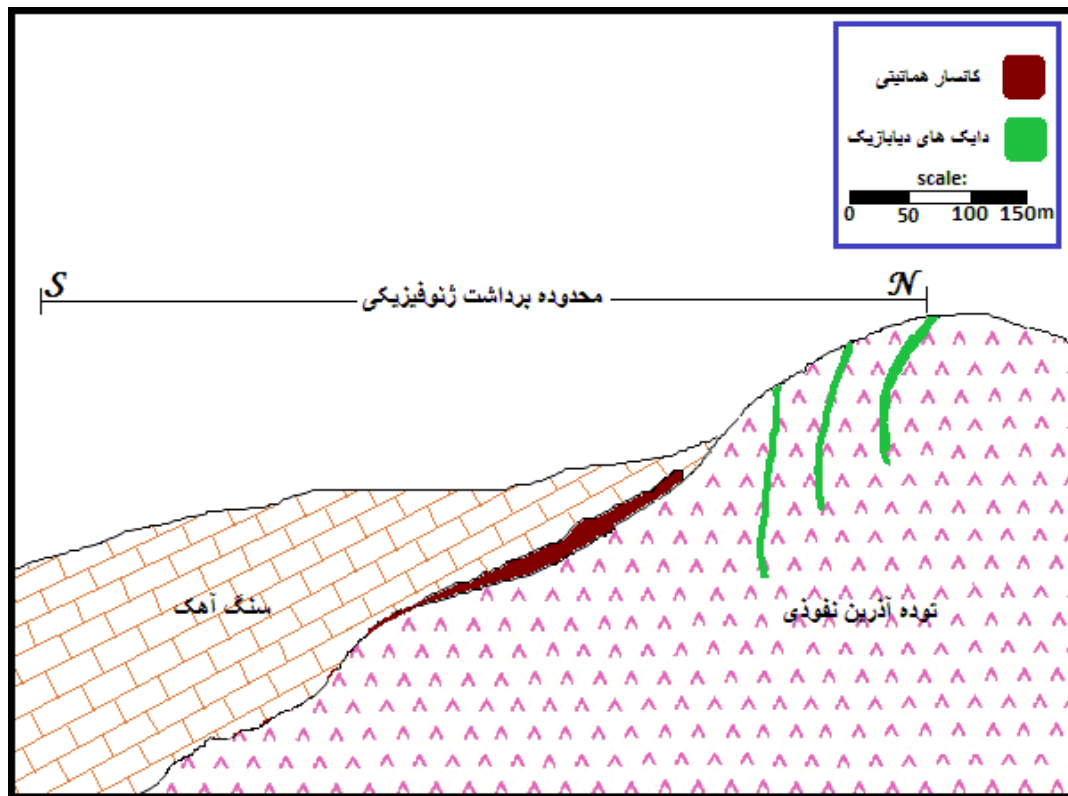 کانسار هماتیتی
دایک های دیابازیک
scale:
0 50 100 150m
S محدوده برداشت ژئوفیزیکی N
سنگ آهک
توده آذرین نفوذی